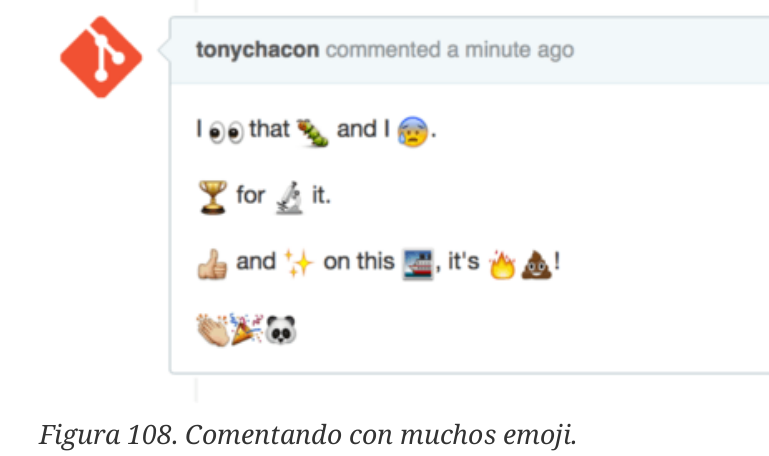 tonychacon commented a minute ago
I 👀 that 🐛 and I 😰.
🏆 for 🔬 it.
👍 and ✨ on this 🚢, it's 🔥💩!
👏🎉🐼
Figura 108. Comentando con muchos emoji.